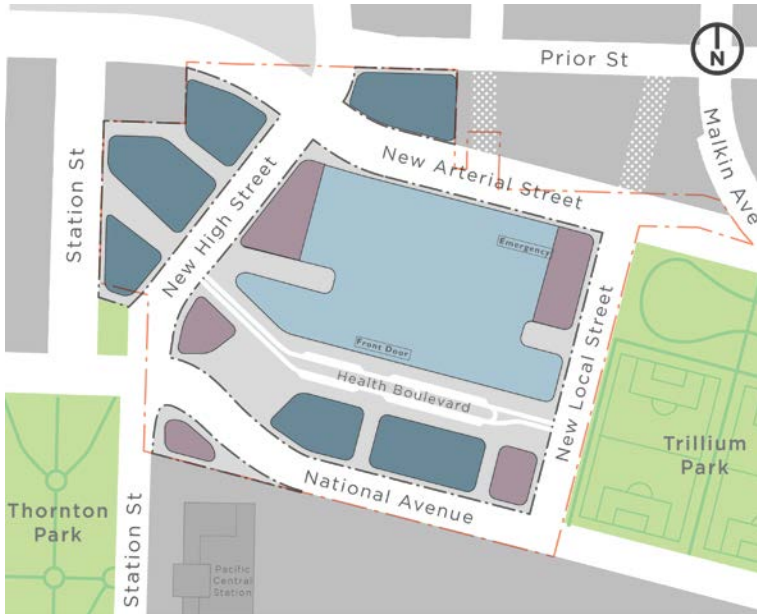 Prior St
N
Malkin Ave
Station St
New Arterial Street
New High Street
Emergency
New Local Street
Front Door
Health Boulevard
Trillium
Park
National Avenue
Thornton
Park
Station St
Pacific
Central
Station